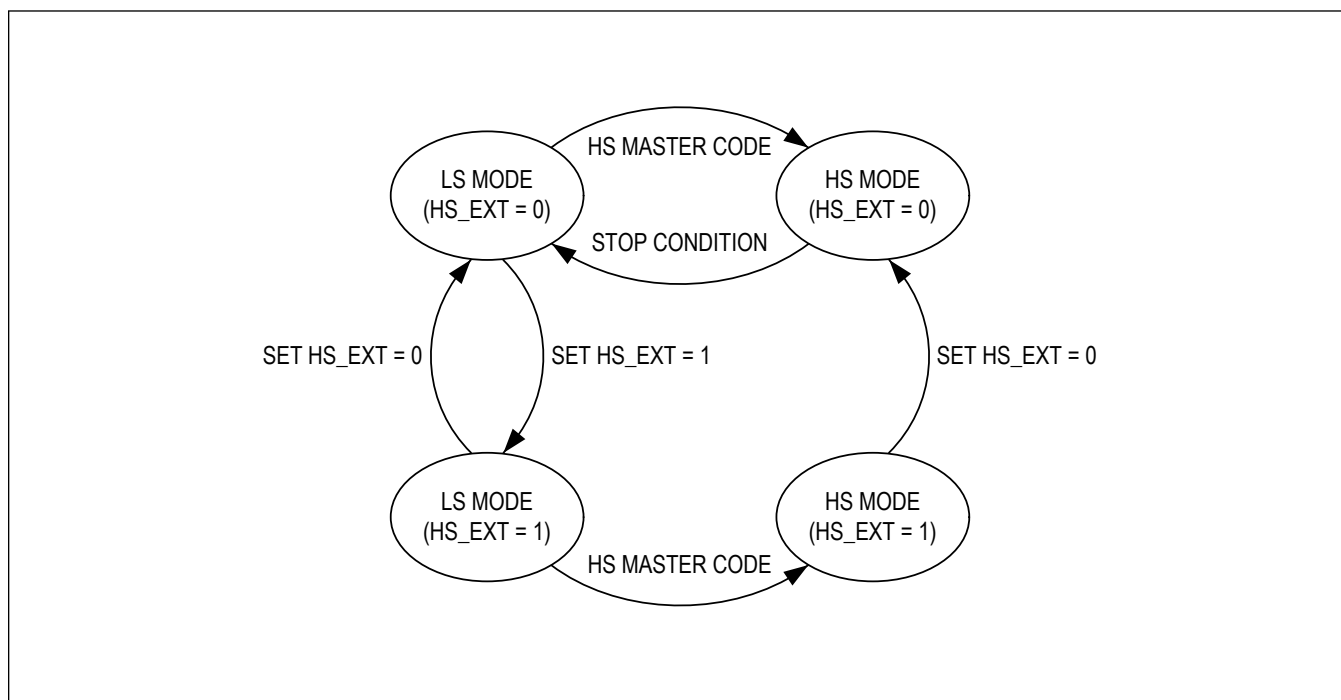 HS MASTER CODE
LS MODE
(HS_EXT = 0)
HS MODE
(HS_EXT = 0)
STOP CONDITION
SET HS_EXT = 0
SET HS_EXT = 1
SET HS_EXT = 0
LS MODE
(HS_EXT = 1)
HS MODE
(HS_EXT = 1)
HS MASTER CODE